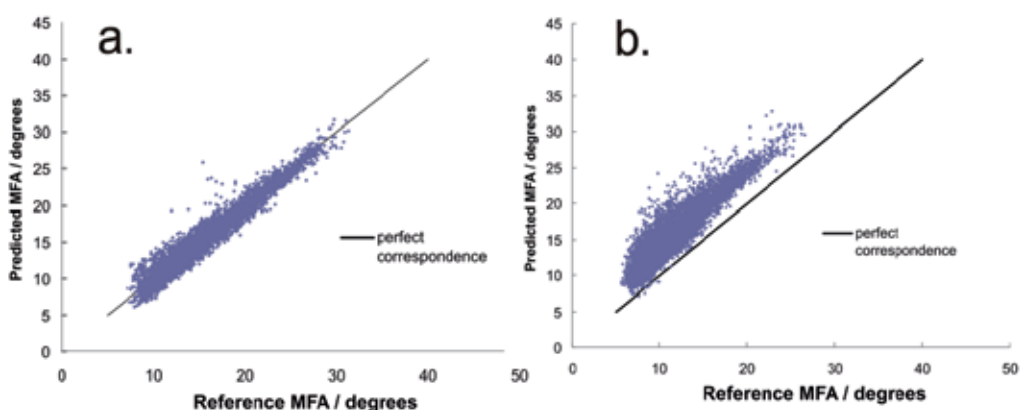 a.
45
40
35
30
25
20
15
10
5
0
Predicted MFA / degrees
perfect
correspondence
0 10 20 30 40 50
Reference MFA / degrees
b.
45
40
35
30
25
20
15
10
5
0
Predicted MFA / degrees
perfect
correspondence
0 10 20 30 40 50
Reference MFA / degrees